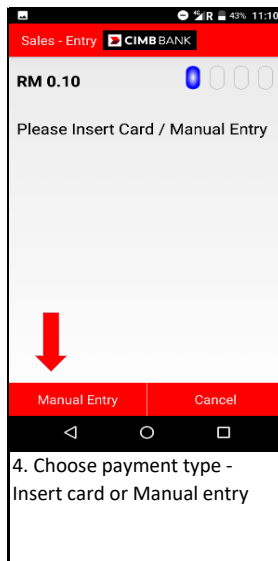 4G R 43% 11:10
Sales - Entry CIMB BANK
RM 0.10
Please Insert Card / Manual Entry
Manual Entry Cancel
4. Choose payment type -
Insert card or Manual entry